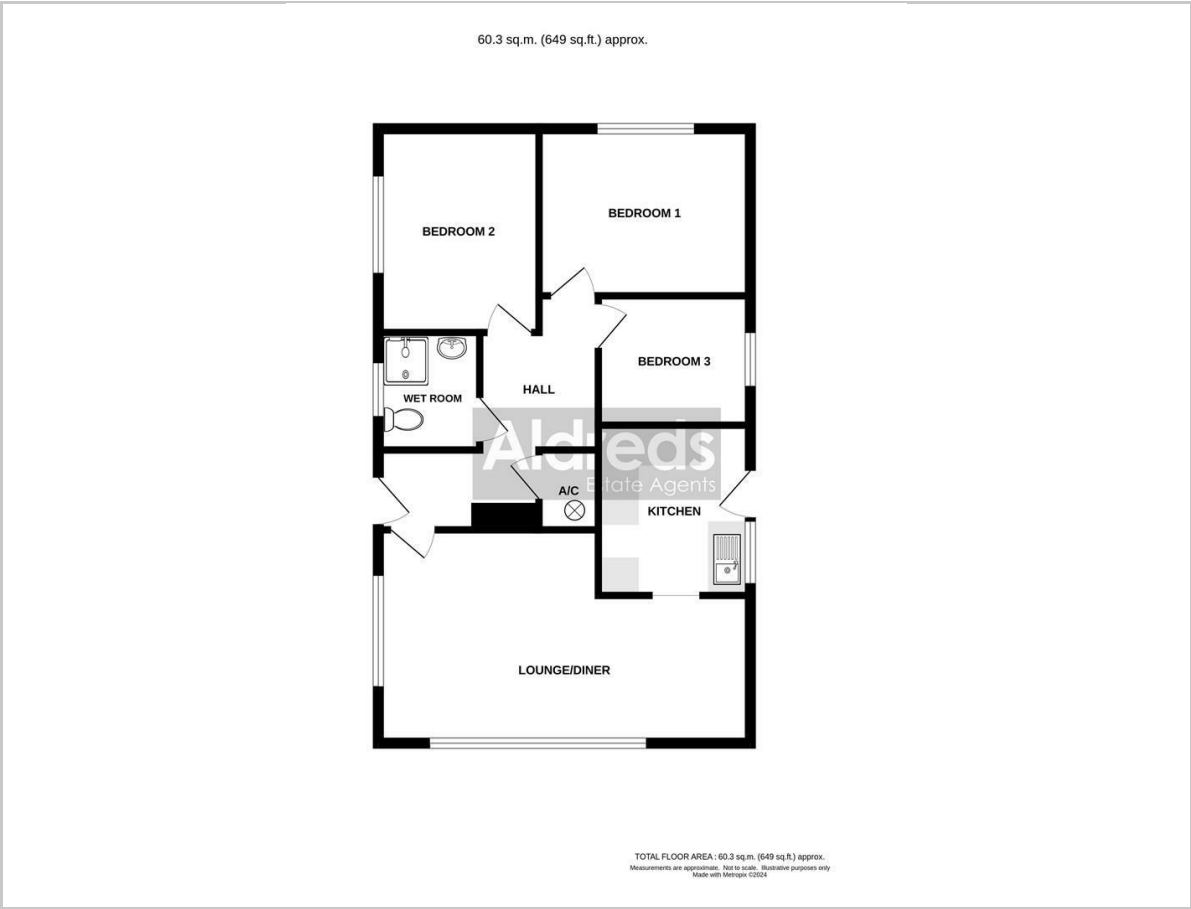 60.3 sq.m. (649 sq.ft.) approx.
BEDROOM 1
BEDROOM 2
BEDROOM 3
HALL
WET ROOM
Aldreds
Estate Agents
A/C
KITCHEN
LOUNGE/DINER
TOTAL FLOOR AREA : 60.3 sq.m. (649 sq.ft.) approx.
Measurements are approximate. Not to scale. Illustrative purposes only
Made with Metropix ©2024